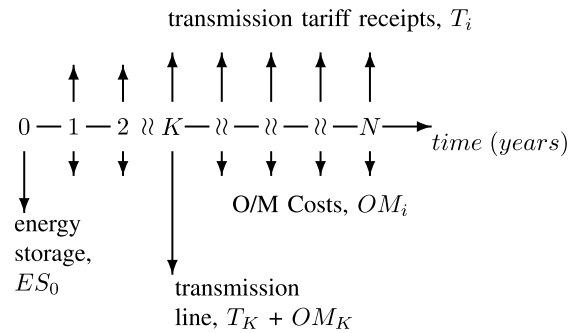 transmission tariff receipts, $T_i$
0 1 2 ≀≀ K ≀≀ ≀≀ ≀≀ N
time (years)
O/M Costs, $OM_i$
energy
storage,
$ES_0$
transmission
line, $T_K + OM_K$